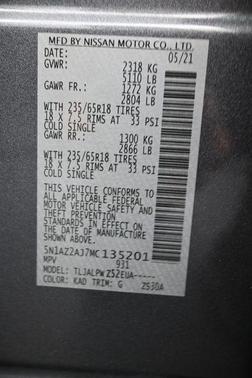 MFD BY NISSAN MOTOR CO., LTD.
DATE: 05/21
GVWR: 2318 KG
5110 LB
GAWR FR.: 1272 KG
2804 LB
WITH 235/65R18 TIRES
18 X 7.5 RIMS AT 33 PSI
COLD SINGLE
GAWR RR.: 1300 KG
2866 LB
WITH 235/65R18 TIRES
18 X 7.5 RIMS AT 33 PSI
COLD SINGLE
THIS VEHICLE CONFORMS TO
ALL APPLICABLE FEDERAL
MOTOR VEHICLE SAFETY AND
THEFT PREVENTION
STANDARDS IN EFFECT ON
THE DATE OF MANUFACTURE
SHOWN ABOVE.
5N1AZ2AJ7MC135201
MPV 931
MODEL: TLJALPWZ52EUA-----
COLOR: KAD TRIM: G Z530A